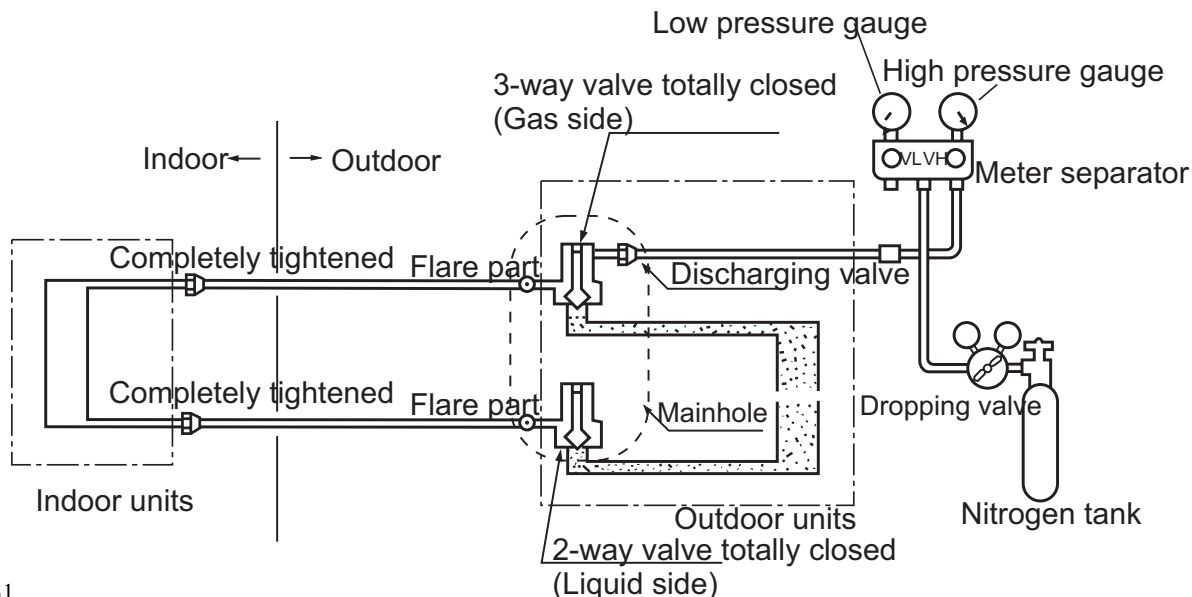 Low pressure gauge
High pressure gauge
3-way valve totally closed
(Gas side)
Indoor
Outdoor
VL VH
Meter separator
Completely tightened
Flare part
Discharging valve
Completely tightened
Flare part
Mainhole
Dropping valve
Indoor units
Outdoor units
Nitrogen tank
2-way valve totally closed
(Liquid side)